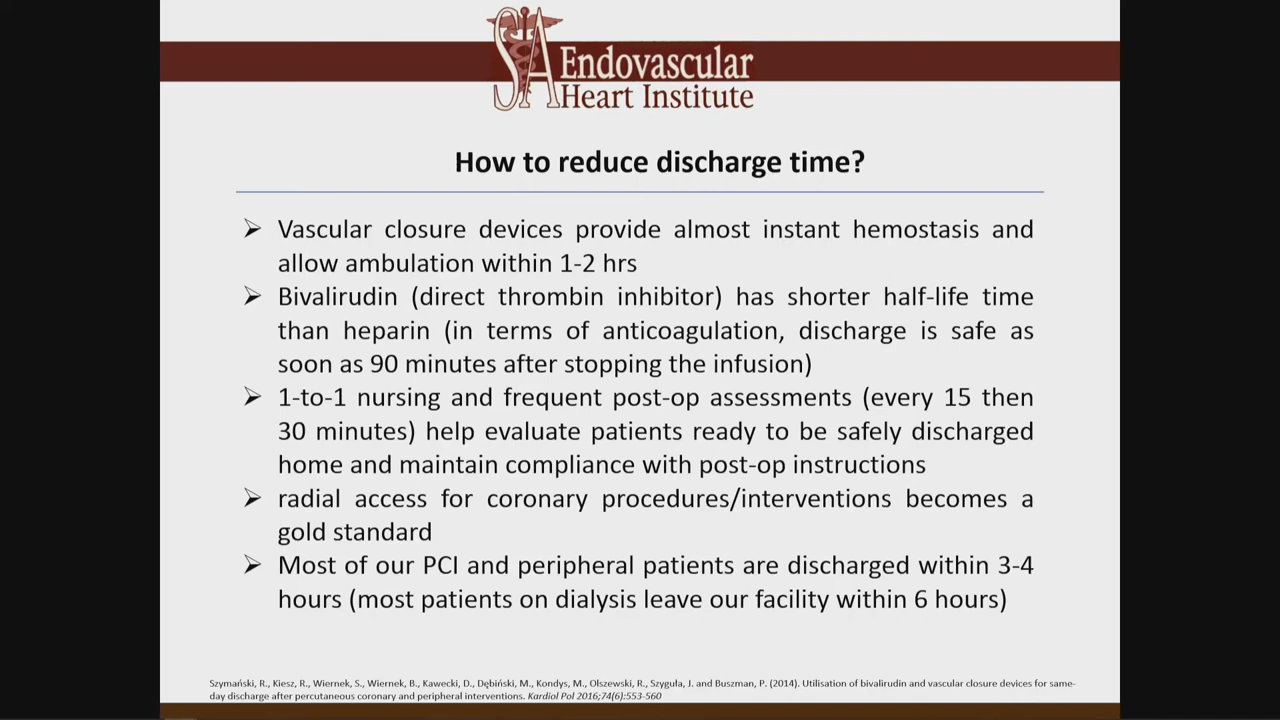 SA Endovascular
Heart Institute
How to reduce discharge time?
➢ Vascular closure devices provide almost instant hemostasis and
allow ambulation within 1-2 hrs
➢ Bivalirudin (direct thrombin inhibitor) has shorter half-life time
than heparin (in terms of anticoagulation, discharge is safe as
soon as 90 minutes after stopping the infusion)
➢ 1-to-1 nursing and frequent post-op assessments (every 15 then
30 minutes) help evaluate patients ready to be safely discharged
home and maintain compliance with post-op instructions
➢ radial access for coronary procedures/interventions becomes a
gold standard
➢ Most of our PCI and peripheral patients are discharged within 3-4
hours (most patients on dialysis leave our facility within 6 hours)
Szymański, R., Kiesz, R., Wiernek, S., Wiernek, B., Kawecki, D., Dębiński, M., Kondys, M., Olszewski, R., Szyguła, J. and Buszman, P. (2014). Utilisation of bivalirudin and vascular closure devices for same-
day discharge after percutaneous coronary and peripheral interventions. Kardiol Pol 2016;74(6):553-560